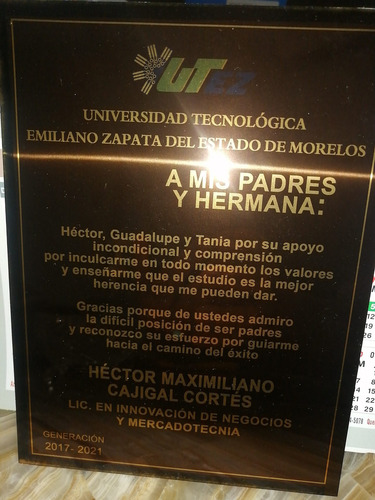 UTEZ
UNIVERSIDAD TECNOLÓGICA
EMILIANO ZAPATA DEL ESTADO DE MORELOS
A MIS PADRES
Y HERMANA:
Héctor, Guadalupe y Tania por su apoyo
incondicional y comprensión
por inculcarme en todo momento los valores
y enseñarme que el estudio es la mejor
herencia que me pueden dar.
Gracias porque de ustedes admiro
la difícil posición de ser padres
y reconozco su esfuerzo por guiarme
hacia el camino del éxito
HÉCTOR MAXIMILIANO
CAJIGAL CORTÉS
LIC. EN INNOVACIÓN DE NEGOCIOS
Y MERCADOTECNIA
GENERACIÓN
2017- 2021